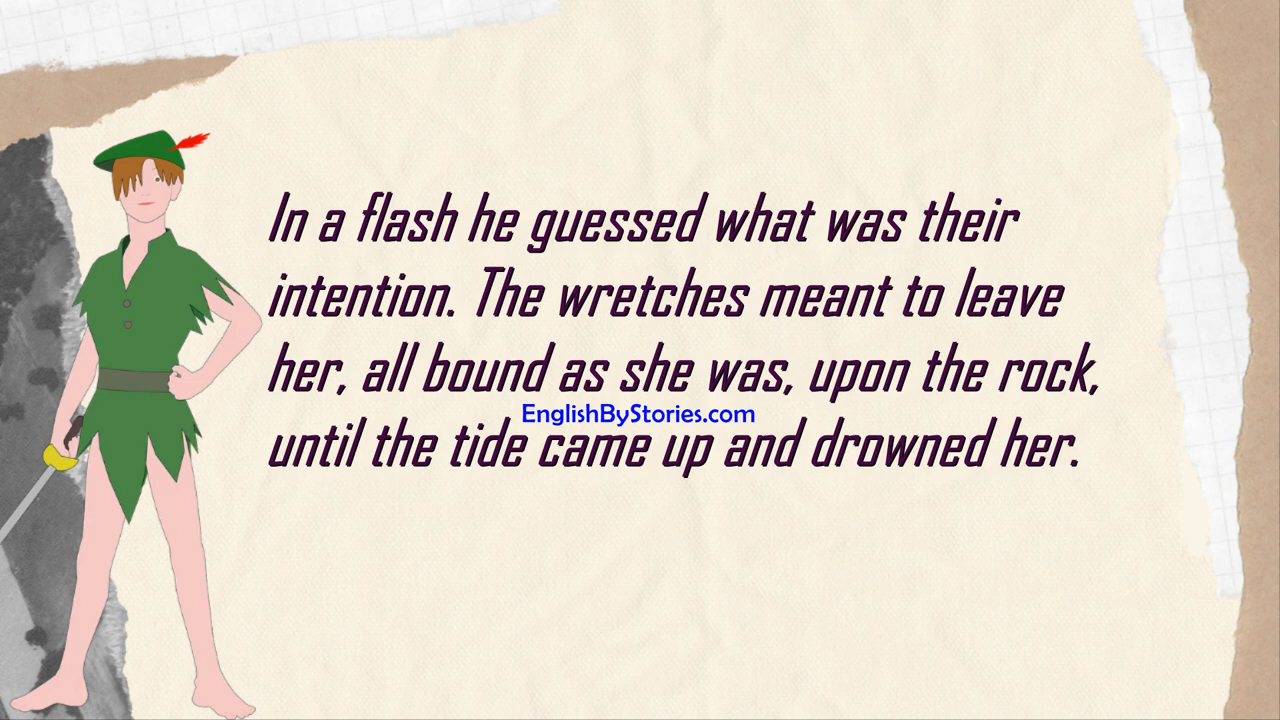 In a flash he guessed what was their
intention. The wretches meant to leave
her, all bound as she was, upon the rock,
EnglishByStories.com
until the tide came up and drowned her.